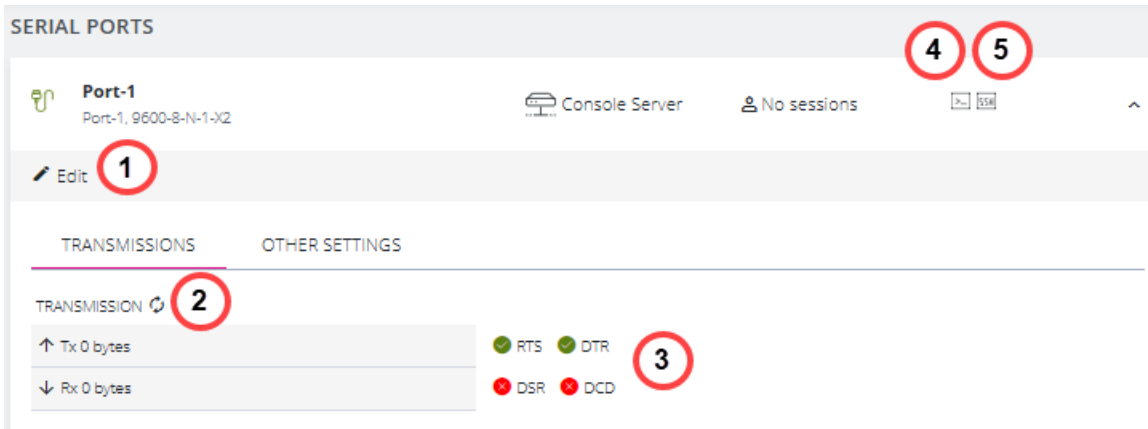 SERIAL PORTS
4 5
Port-1 Console Server No sessions >_ SSH
Port-1, 9600-8-N-1-X2
Edit 1
TRANSMISSIONS OTHER SETTINGS
TRANSMISSION 2
Tx 0 bytes RTS DTR
3
Rx 0 bytes DSR DCD